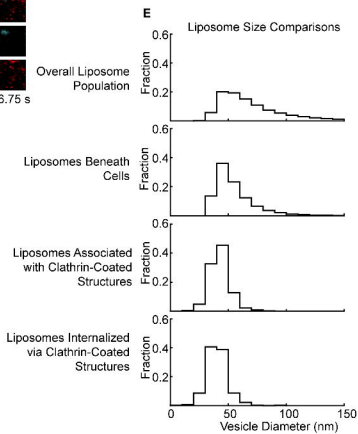 E
Liposome Size Comparisons
6.75 s
Overall Liposome
Population
Fraction
0.6
0.4
0.2
Liposomes Beneath
Cells
Fraction
0.6
0.4
0.2
Liposomes Associated
with Clathrin-Coated
Structures
Fraction
0.6
0.4
0.2
Liposomes Internalized
via Clathrin-Coated
Structures
Fraction
0.6
0.4
0.2
0 50 100 150
Vesicle Diameter (nm)